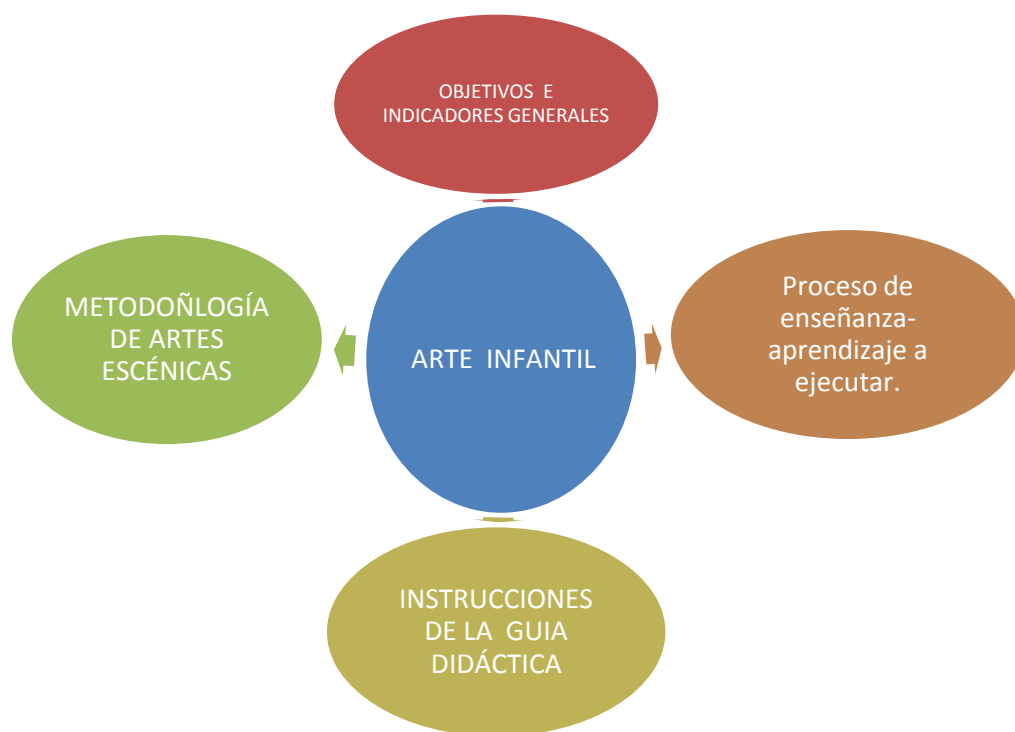 OBJETIVOS E
INDICADORES GENERALES
METODOÑLOGÍA
DE ARTES
ESCÉNICAS
ARTE INFANTIL
Proceso de
enseñanza-
aprendizaje a
ejecutar.
INSTRUCCIONES
DE LA GUIA
DIDÁCTICA